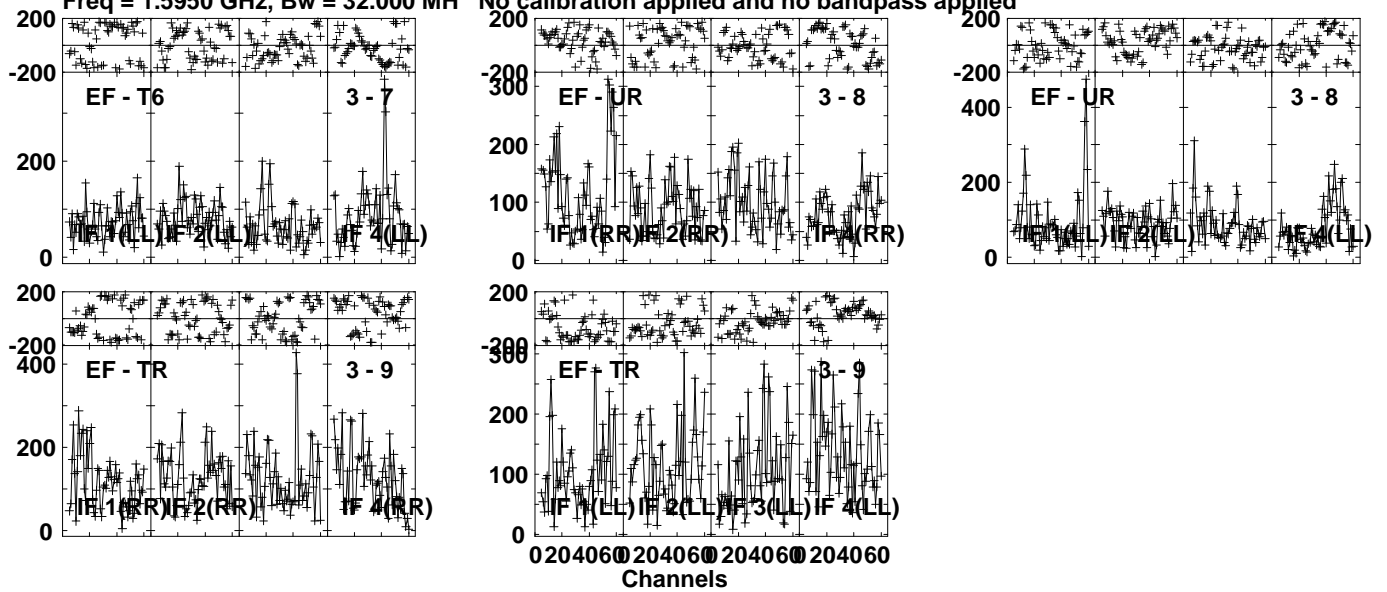 Freq = 1.5950 GHz, Bw = 32.000 MH No calibration applied and no bandpass applied
200
-200
EF - T6
3 - 7
200
0
IF 1(LL) IF 2(LL) IF 4(LL)
200
-200
300
EF - UR
3 - 8
200
100
0
IF 1(RR) IF 2(RR) IF 4(RR)
200
-200
400
EF - UR
3 - 8
200
0
IF 1(LL) IF 2(LL) IF 4(LL)
200
-200
400
EF - TR
3 - 9
200
0
IF 1(RR) IF 2(RR) IF 4(RR)
200
-200
300
EF - TR
3 - 9
200
100
0
IF 1(LL) IF 2(LL) IF 3(LL) IF 4(LL)
0 20 40 60 0 20 40 60 0 20 40 60 0 20 40 60
Channels